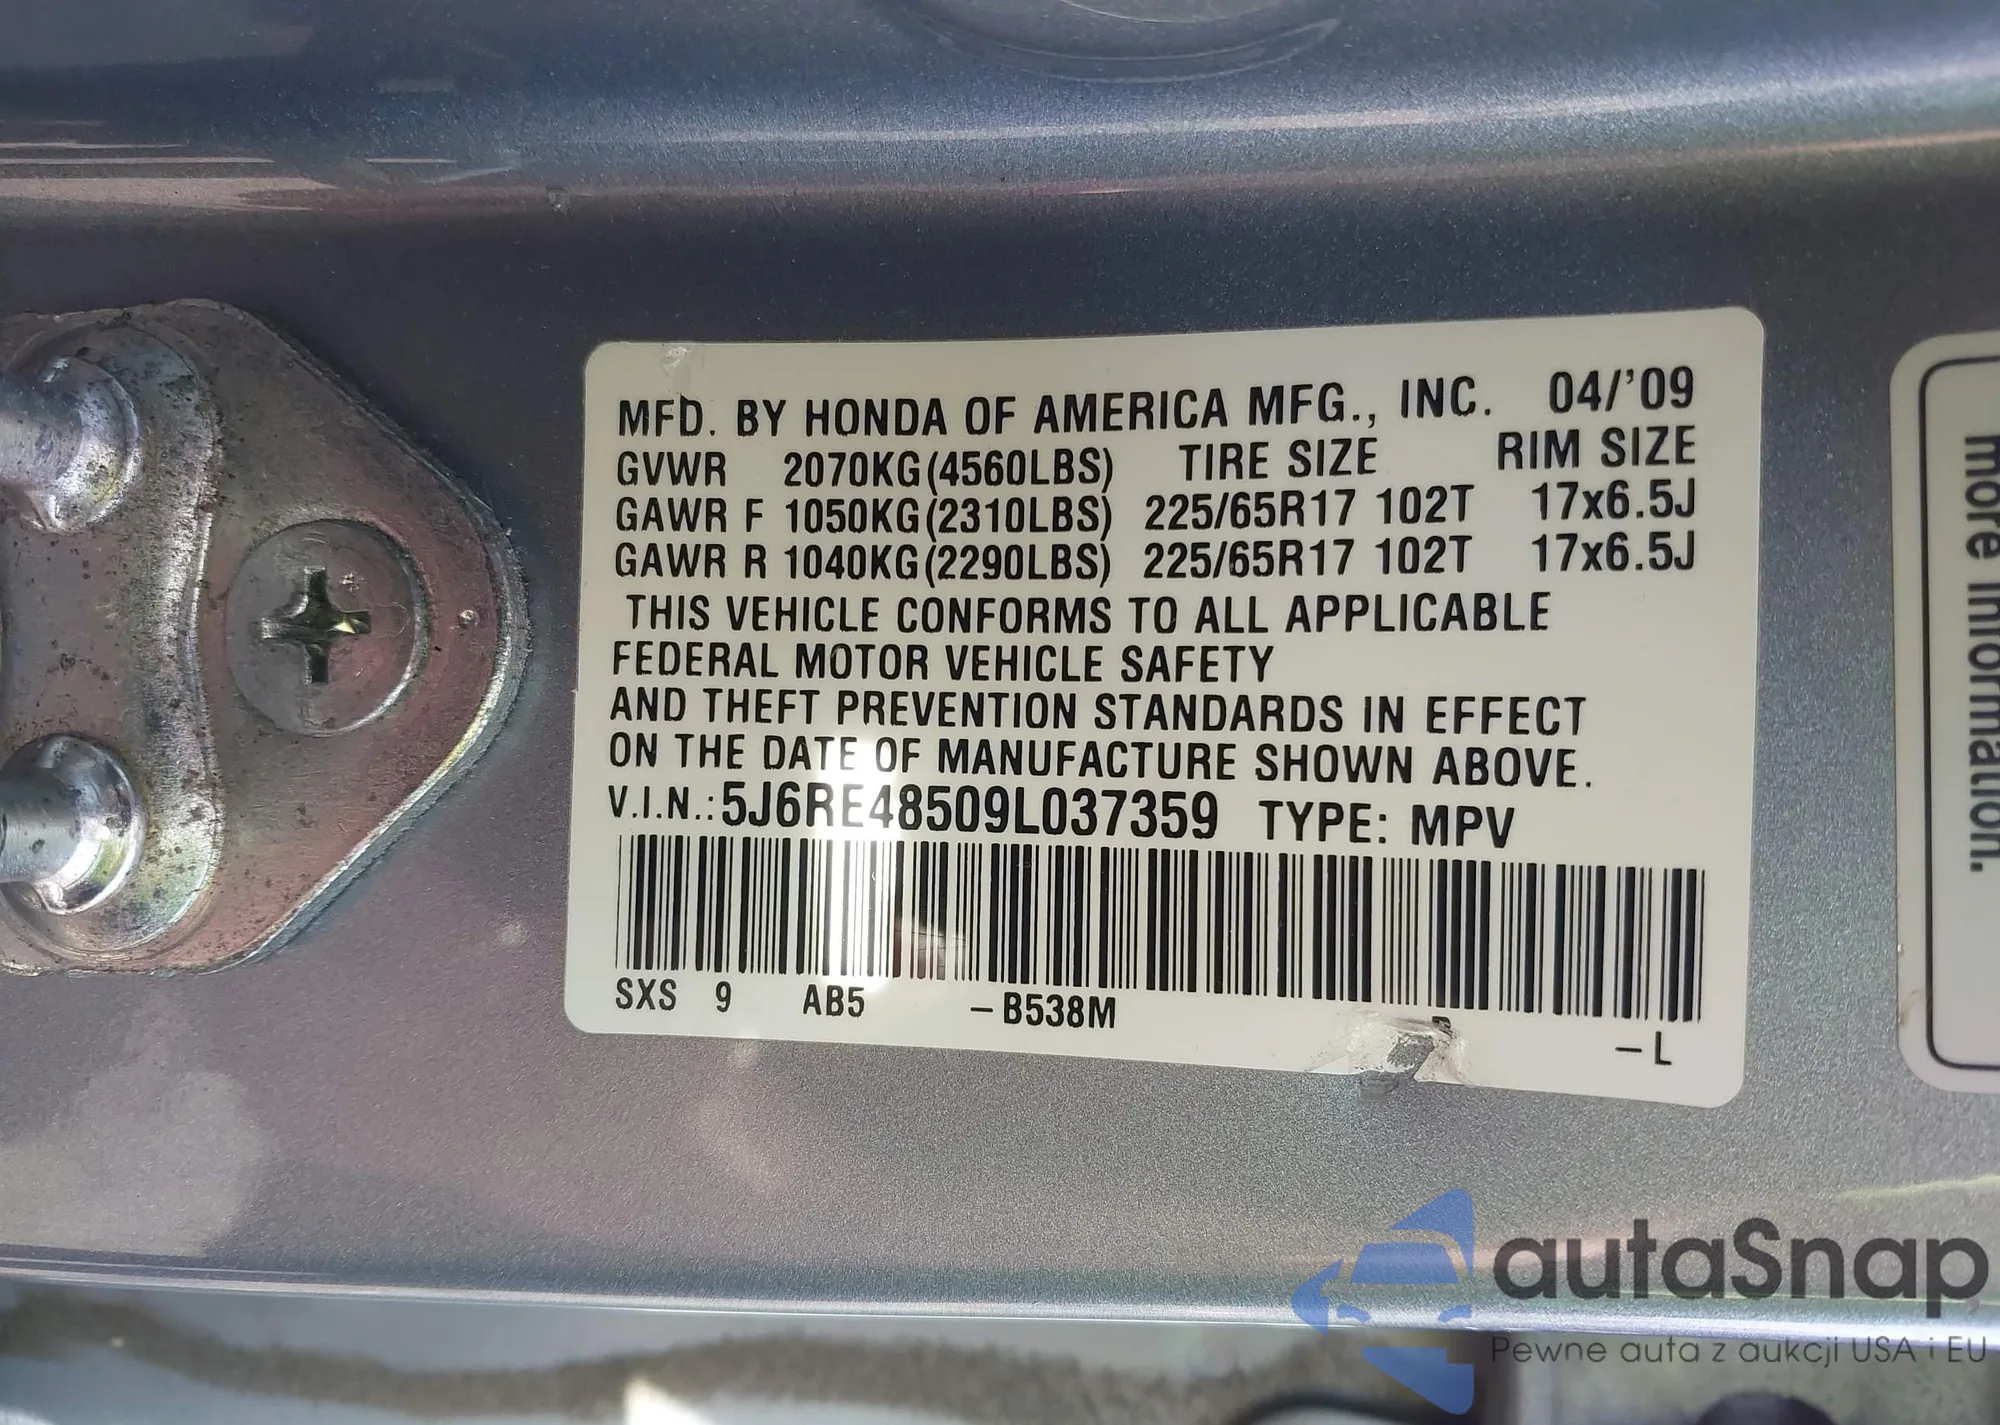 MFD. BY HONDA OF AMERICA MFG., INC. 04/'09
GVWR 2070KG(4560LBS) TIRE SIZE RIM SIZE
GAWR F 1050KG(2310LBS) 225/65R17 102T 17x6.5J
GAWR R 1040KG(2290LBS) 225/65R17 102T 17x6.5J
THIS VEHICLE CONFORMS TO ALL APPLICABLE
FEDERAL MOTOR VEHICLE SAFETY
AND THEFT PREVENTION STANDARDS IN EFFECT
ON THE DATE OF MANUFACTURE SHOWN ABOVE.
V.I.N.: 5J6RE48509L037359 TYPE: MPV
SXS 9 AB5 –B538M –L
more information.
autaSnap
Pewne auta z aukcji USA i EU